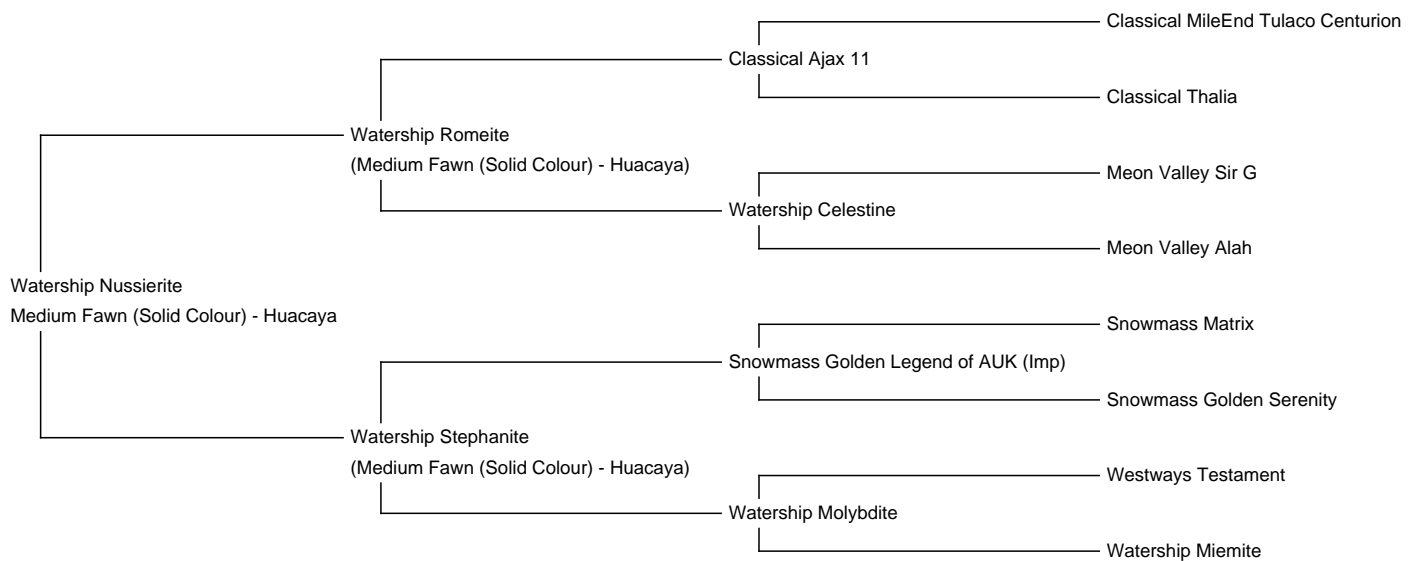 Classical MileEnd Tulaco Centurion
Classical Ajax 11
Classical Thalia
Watership Romeite
(Medium Fawn (Solid Colour) - Huacaya)
Meon Valley Sir G
Watership Celestine
Meon Valley Alah
Watership Nussierite
Medium Fawn (Solid Colour) - Huacaya
Snowmass Matrix
Snowmass Golden Legend of AUK (Imp)
Snowmass Golden Serenity
Watership Stephanite
(Medium Fawn (Solid Colour) - Huacaya)
Westways Testament
Watership Molybdite
Watership Miemite